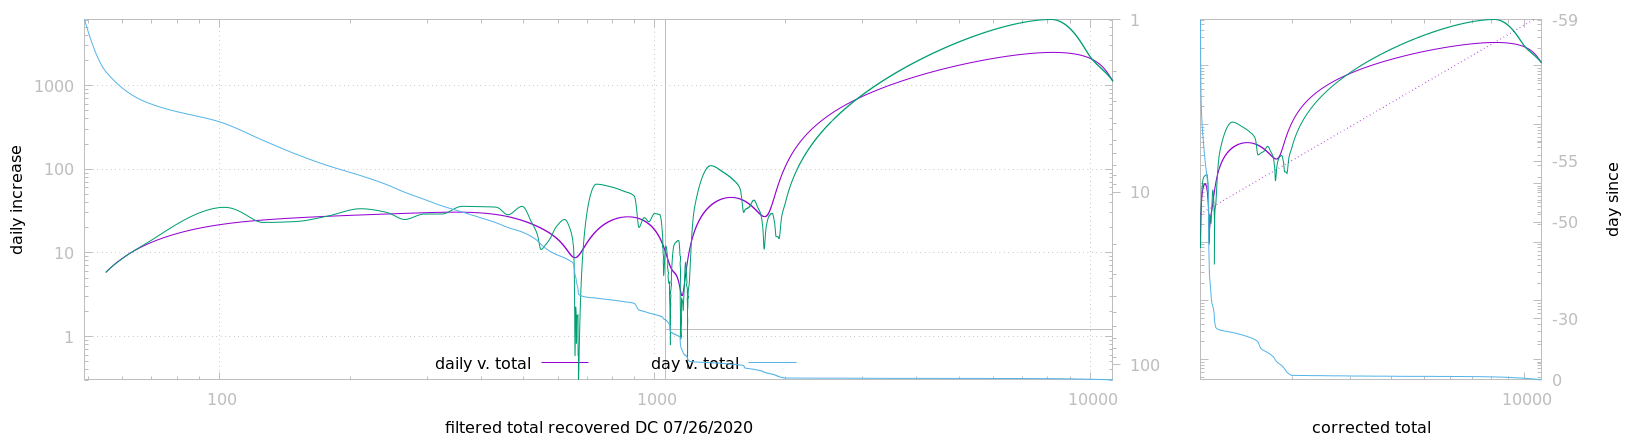 daily increase
1000
100
10
1
daily v. total
day v. total
100
1000
10000
filtered total recovered DC 07/26/2020
1
10
100
-59
-55
-50
-30
0
day since
10000
corrected total